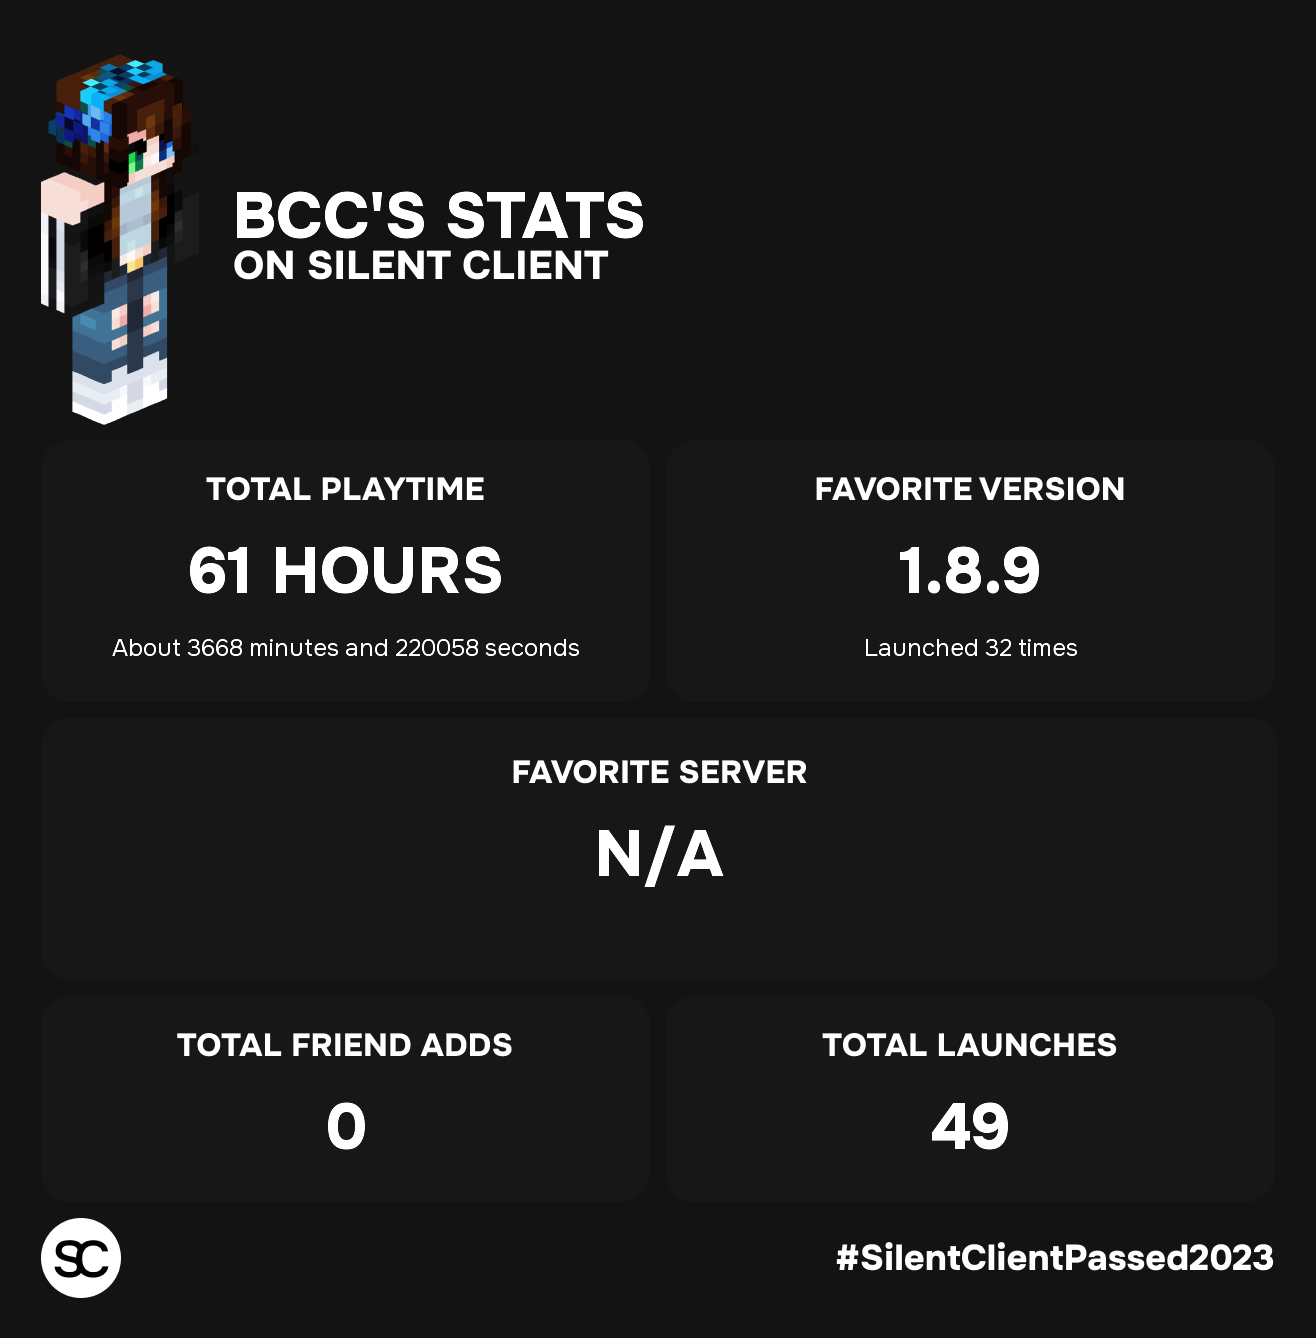 BCC'S STATS
ON SILENT CLIENT
TOTAL PLAYTIME
61 HOURS
About 3668 minutes and 220058 seconds
FAVORITE VERSION
1.8.9
Launched 32 times
FAVORITE SERVER
N/A
TOTAL FRIEND ADDS
0
TOTAL LAUNCHES
49
SC
#SilentClientPassed2023